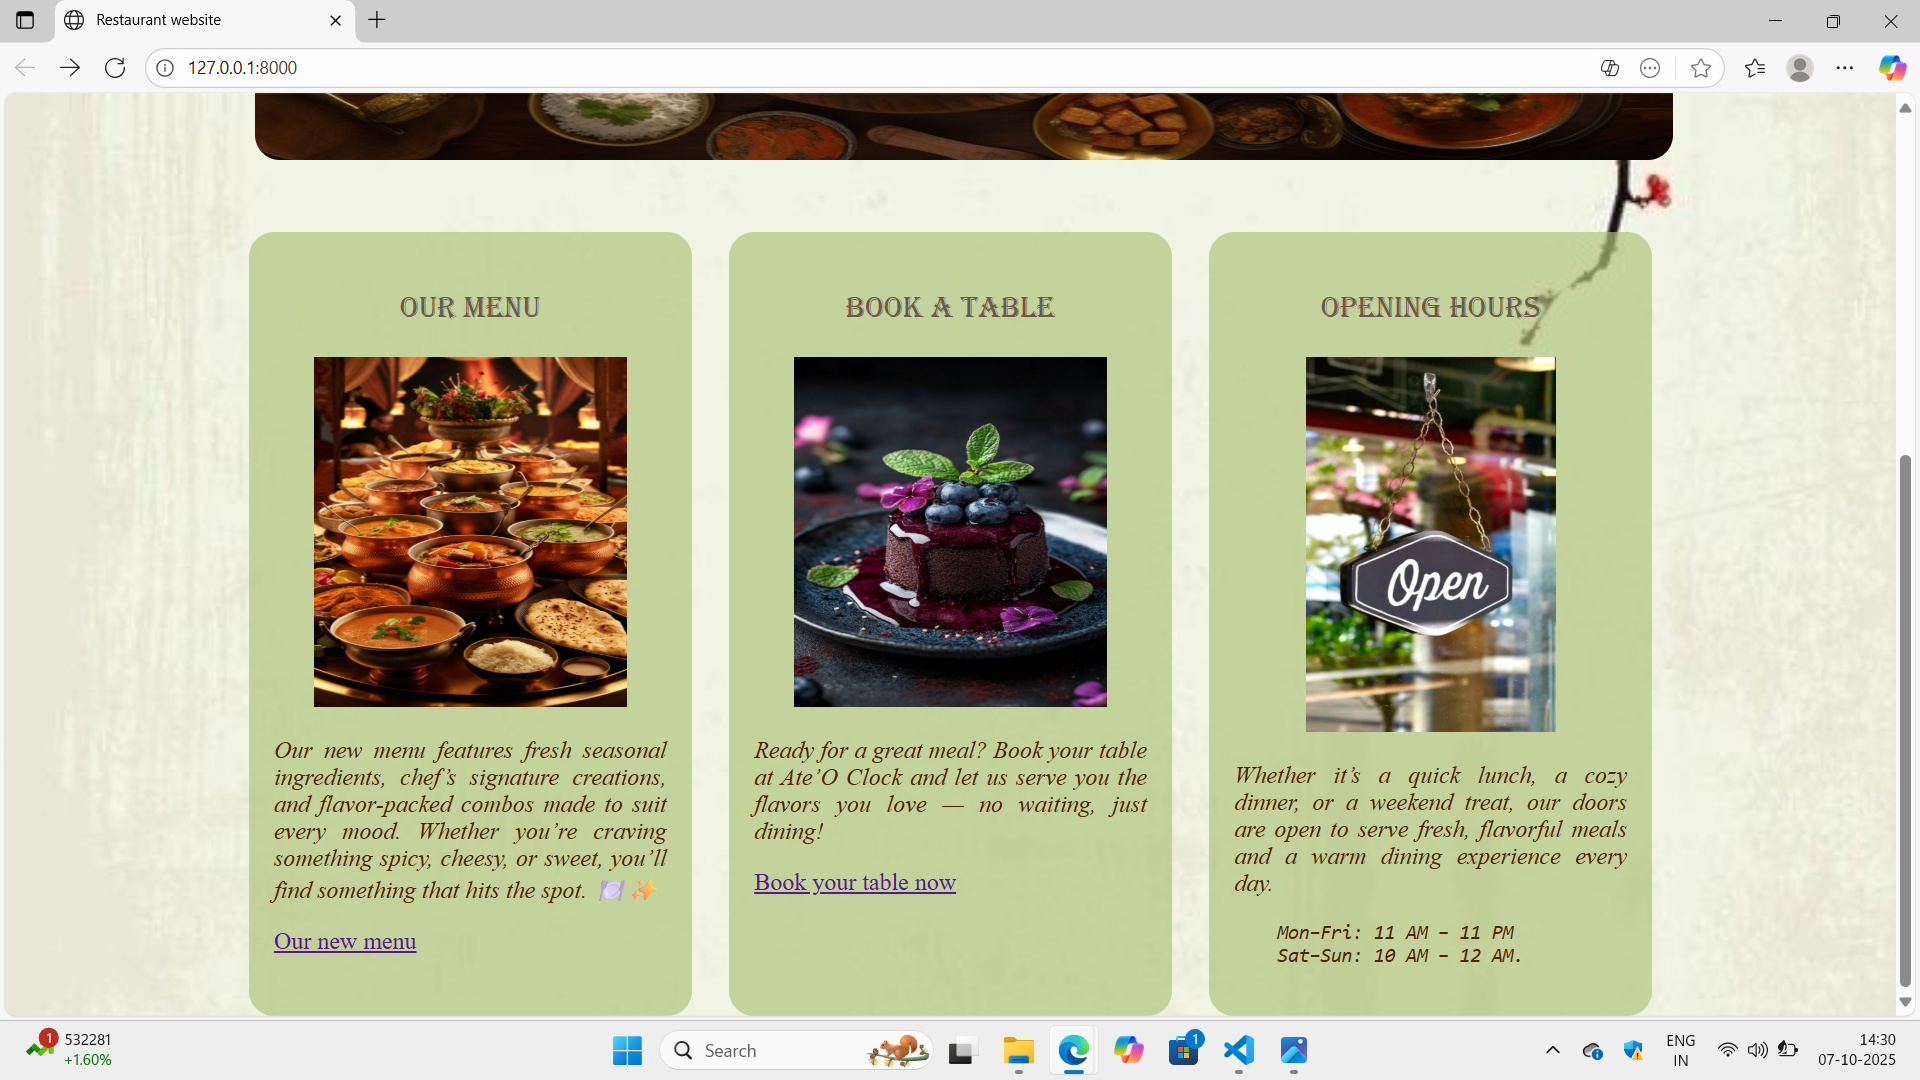 Restaurant website
127.0.0.1:8000
OUR MENU
Our new menu features fresh seasonal
ingredients, chef’s signature creations,
and flavor-packed combos made to suit
every mood. Whether you’re craving
something spicy, cheesy, or sweet, you’ll
find something that hits the spot. 🍽️ ✨
Our new menu
BOOK A TABLE
Ready for a great meal? Book your table
at Ate’O Clock and let us serve you the
flavors you love — no waiting, just
dining!
Book your table now
OPENING HOURS
Open
Whether it’s a quick lunch, a cozy
dinner, or a weekend treat, our doors
are open to serve fresh, flavorful meals
and a warm dining experience every
day.
Mon–Fri: 11 AM – 11 PM
Sat–Sun: 10 AM – 12 AM.
1
532281
+1.60%
Search
1
ENG
IN
14:30
07-10-2025